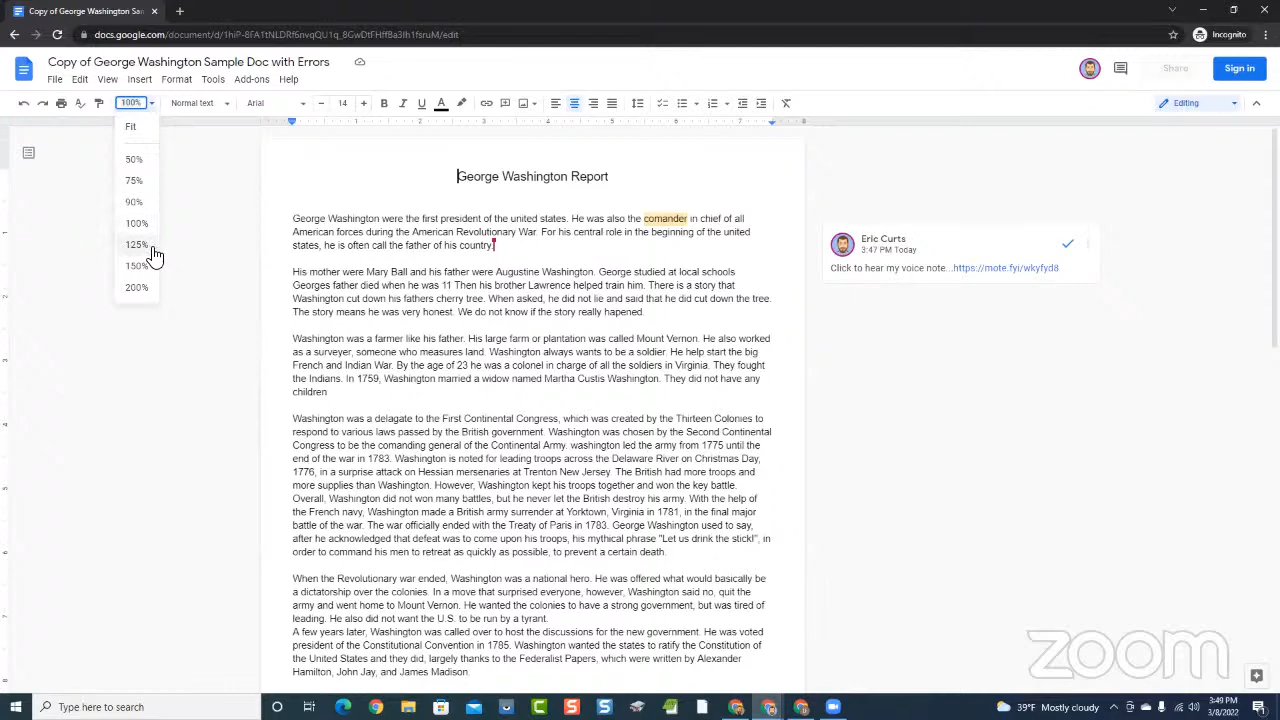 Copy of George Washington Sa
docs.google.com/document/d/1hiP-8FA1tNLDRf6nvqQU1q_8GwDtFHffBa3Ih1fsruM/edit
Incognito
Copy of George Washington Sample Doc with Errors
File Edit View Insert Format Tools Add-ons Help
Share
Sign in
100% Normal text Arial 14 Editing
Fit
50%
75%
90%
100%
125%
150%
200%
1 2 3 4 5 6 7 8
George Washington Report
George Washington were the first president of the united states. He was also the comander in chief of all
American forces during the American Revolutionary War. For his central role in the beginning of the united
states, he is often call the father of his country.
His mother were Mary Ball and his father were Augustine Washington. George studied at local schools
Georges father died when he was 11 Then his brother Lawrence helped train him. There is a story that
Washington cut down his fathers cherry tree. When asked, he did not lie and said that he did cut down the tree.
The story means he was very honest. We do not know if the story really hapened.
Washington was a farmer like his father. His large farm or plantation was called Mount Vernon. He also worked
as a surveyer, someone who measures land. Washington always wants to be a soldier. He help start the big
French and Indian War. By the age of 23 he was a colonel in charge of all the soldiers in Virginia. They fought
the Indians. In 1759, Washington married a widow named Martha Custis Washington. They did not have any
children
Washington was a delagate to the First Continental Congress, which was created by the Thirteen Colonies to
respond to various laws passed by the British government. Washington was chosen by the Second Continental
Congress to be the comanding general of the Continental Army. washington led the army from 1775 until the
end of the war in 1783. Washington is noted for leading troops across the Delaware River on Christmas Day,
1776, in a surprise attack on Hessian mersenaries at Trenton New Jersey. The British had more troops and
more supplies than Washington. However, Washington kept his troops together and won the key battle.
Overall, Washington did not won many battles, but he never let the British destroy his army. With the help of
the French navy, Washington made a British army surrender at Yorktown, Virginia in 1781, in the final major
battle of the war. The war officially ended with the Treaty of Paris in 1783. George Washington used to say,
after he acknowledged that defeat was to come upon his troops, his mythical phrase "Let us drink the stick!", in
order to command his men to retreat as quickly as possible, to prevent a certain death.
When the Revolutionary war ended, Washington was a national hero. He was offered what would basically be
a dictatorship over the colonies. In a move that surprised everyone, however, Washington said no, quit the
army and went home to Mount Vernon. He wanted the colonies to have a strong government, but was tired of
leading. He also did not want the U.S. to be run by a tyrant.
A few years later, Washington was called over to host the discussions for the new government. He was voted
president of the Constitutional Convention in 1785. Washington wanted the states to ratify the Constitution of
the United States and they did, largely thanks to the Federalist Papers, which were written by Alexander
Hamilton, John Jay, and James Madison.
Eric Curts
3:47 PM Today
Click to hear my voice note...https://mote.fyi/wkyfyd8.
zoom
Type here to search
39°F Mostly cloudy
3:49 PM
3/8/2022